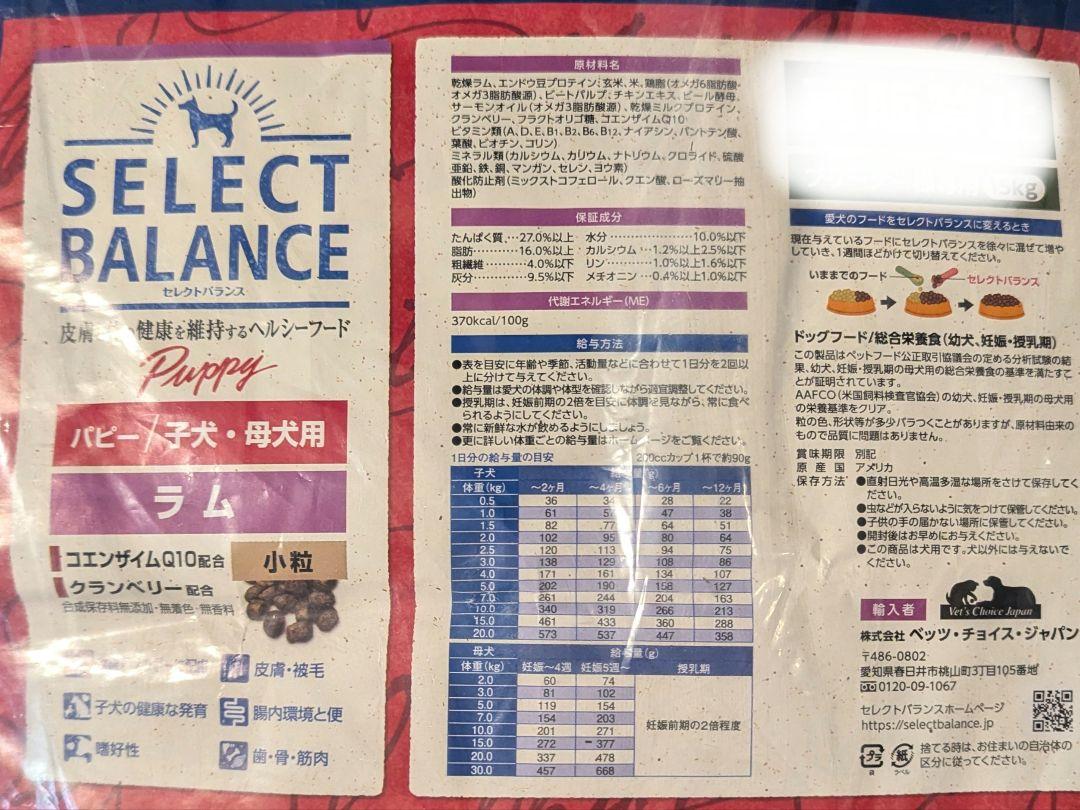 SELECT
BALANCE
セレクトバランス
皮膚 健康を維持するヘルシーフード
Puppy
パピー/子犬・母犬用
ラム
コエンザイムQ10配合
クランベリー配合
小粒
合成保存料無添加・無着色・無香料
皮膚・被毛
子犬の健康な発育
腸内環境と便
嗜好性
歯・骨・筋肉
原材料名
乾燥ラム、エンドウ豆プロテイン、玄米、米、鶏脂(オメガ6脂肪酸・
オメガ3脂肪酸源)、ビートパルプ、チキンエキス、ビール酵母、
サーモンオイル(オメガ3脂肪酸源)、乾燥ミルクプロテイン、
クランベリー、フラクトオリゴ糖、コエンザイムQ10
ビタミン類(A、D、E、B1、B2、B6、B12、ナイアシン、パントテン酸、
葉酸、ビオチン、コリン)
ミネラル類(カルシウム、カリウム、ナトリウム、クロライド、硫酸
亜鉛、鉄、銅、マンガン、セレン、ヨウ素)
酸化防止剤(ミックストコフェロール、クエン酸、ローズマリー抽
出物)
保証成分
たんぱく質…27.0%以上 水分…………………10.0%以下
脂肪………16.0%以上 カルシウム…1.2%以上2.5%以下
粗繊維………4.0%以下 リン…………1.0%以上1.6%以下
灰分…………9.5%以下 メチオニン…0.4%以上1.0%以下
代謝エネルギー(ME)
370kcal/100g
給与方法
●表を目安に年齢や季節、活動量などに合わせて1日分を2回以
上に分けて与えてください。
●給与量は愛犬の体調や体型を確認しながら適宜調整してください。
●授乳期は、妊娠前期の2倍を目安に体調を見ながら、常に食べ
られるようにしてください。
●常に新鮮な水が飲めるようにしましょう。
●更に詳しい体重ごとの給与量はホームページをご覧ください。
1日分の給与量の目安 200ccカップ1杯で約90g
子犬 (g)
体重(kg) ～2ヶ月 ～4ヶ月 ～6ヶ月 ～12ヶ月
0.5 36 34 28 22
1.0 61 47 38
1.5 82 77 64 51
2.0 102 95 80 64
2.5 120 113 94 75
3.0 138 129 108 86
4.0 171 161 134 107
5.0 202 190 158 127
7.0 261 244 204 163
10.0 340 319 266 213
15.0 461 433 360 288
20.0 573 537 447 358
母犬 給与量(g)
体重(kg) 妊娠～4週 妊娠5週～ 授乳期
2.0 60 74
3.0 81 102
5.0 119 154
7.0 154 203
10.0 201 271
15.0 272 377
20.0 337 478
30.0 457 668
妊娠前期の2倍程度
15kg
愛犬のフードをセレクトバランスに変えるとき
現在与えているフードにセレクトバランスを徐々に混ぜて増や
していき、1週間ほどかけて切り替えてください。
いままでのフード セレクトバランス
ドッグフード/総合栄養食(幼犬、妊娠・授乳期)
この製品はペットフード公正取引協議会の定める分析試験の結
果、幼犬、妊娠・授乳期の母犬用の総合栄養食の基準を満たすこ
とが証明されています。
AAFCO(米国飼料検査官協会)の幼犬、妊娠・授乳期の母犬用
の栄養基準をクリア。
粒の色、形状等が多少バラつくことがありますが、原材料由来の
もので品質に問題はありません。
賞味期限 別記
原産国 アメリカ
保存方法 ●直射日光や高温多湿な場所をさけて保存してく
ださい。
●虫などが入らないように気をつけて保管してください。
●子供の手の届かない場所に保管してください。
●開封後はお早めにお与えください。
●この商品は犬用です。犬以外には与えないで
ください。
輸入者
Vet's Choice Japan
株式会社 ベッツ・チョイス・ジャパン
〒486-0802
愛知県春日井市桃山町3丁目105番地
0120-09-1067
セレクトバランスホームページ
https://selectbalance.jp
プラ
紙
ラベル
捨てる時は、お住まいの自治体の
区分に従ってください。